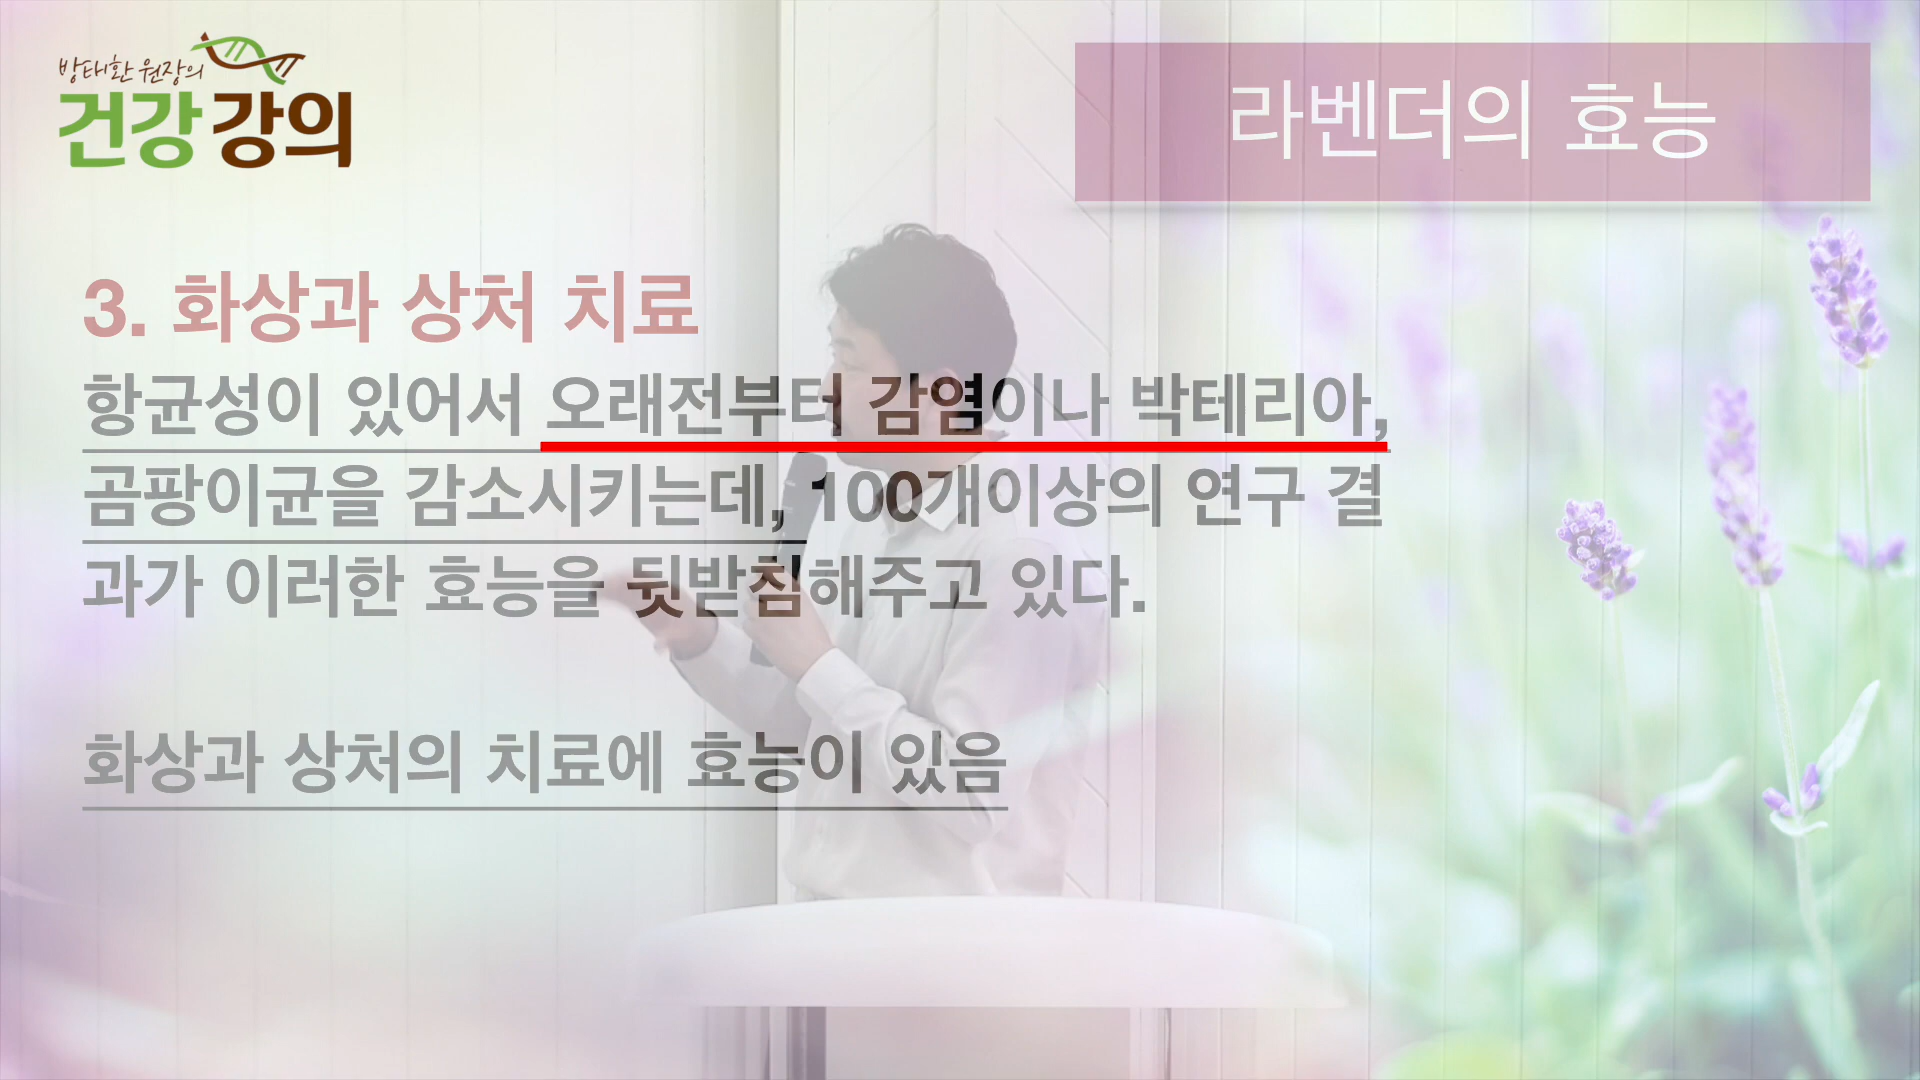 방태환 원장의
건강 강의
라벤더의 효능
3. 화상과 상처 치료
항균성이 있어서 오래전부터 감염이나 박테리아,
곰팡이균을 감소시키는데, 100개이상의 연구 결
과가 이러한 효능을 뒷받침해주고 있다.
화상과 상처의 치료에 효능이 있음